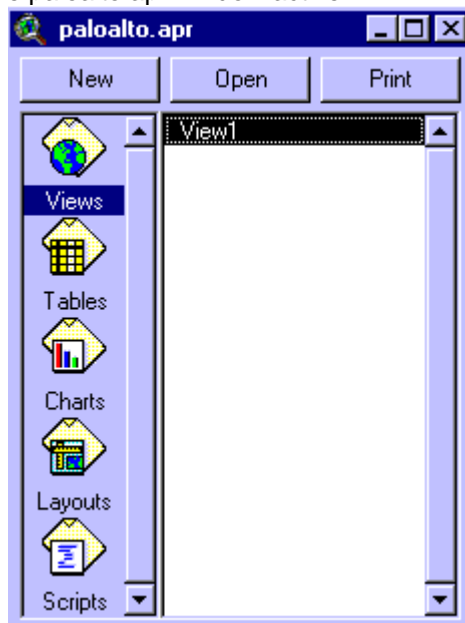 paloalto.apr
New Open Print
View1
Views
Tables
Charts
Layouts
Scripts